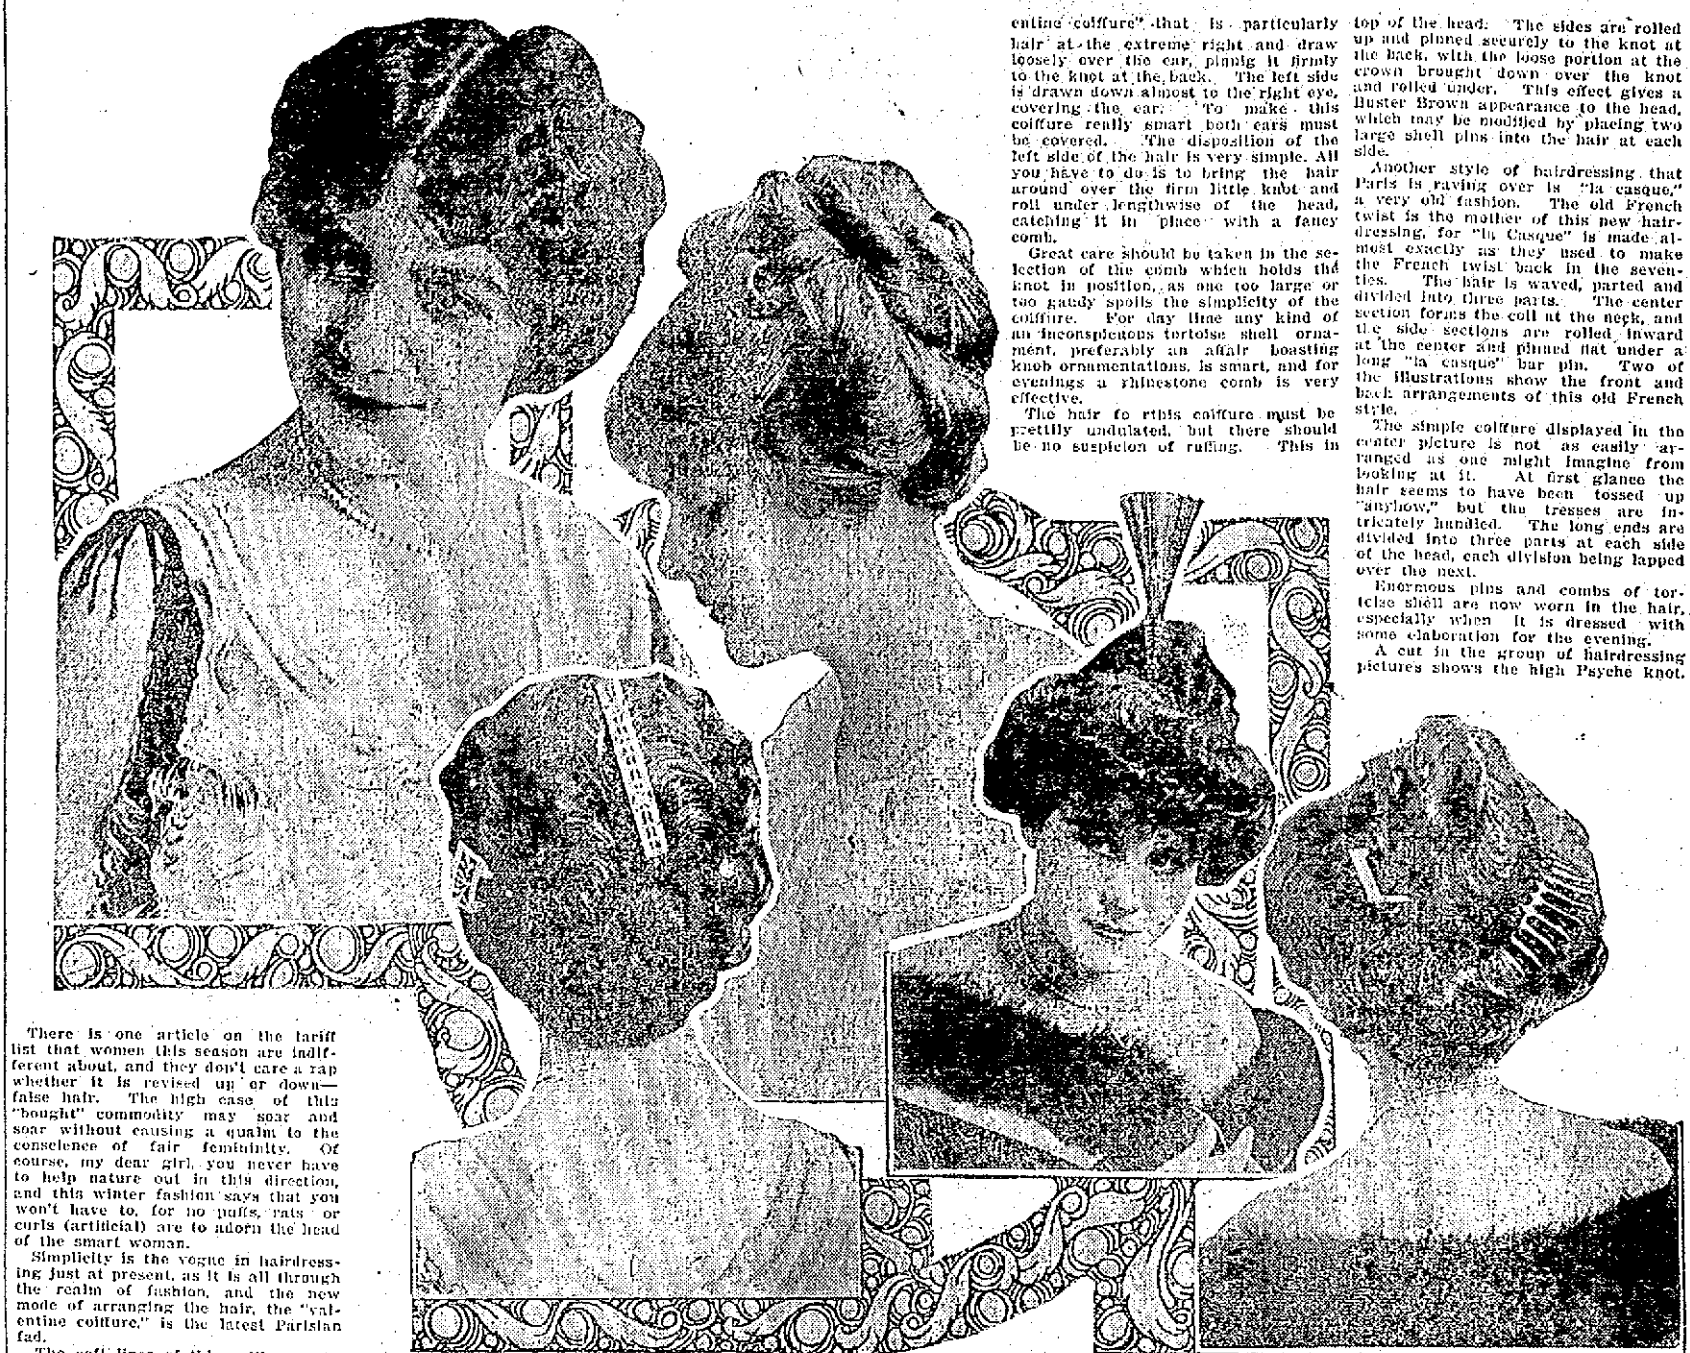 There is one article on the tariff
list that women this season are indif-
ferent about, and they don't care a rap
whether it is revised up or down—
false hair. The high case of this
"bought" commodity may soar and
soar without causing a qualm to the
conscience of fair femininity. Of
course, my dear girl, you never have
to help nature out in this direction,
and this winter fashion says that you
won't have to, for no puffs, rats or
curls (artificial) are to adorn the head
of the smart woman.
Simplicity is the vogue in hairdress-
ing just at present, as it is all through
the realm of fashion, and the new
mode of arranging the hair, the "val-
entine coiffure," is the latest Parisian
fad.
entine coiffure" that is particularly
hair at the extreme right and draw
loosely over the ear, pinnig it firmly
to the knot at the back. The left side
is drawn down almost to the right eye,
covering the ear. To make this
coiffure really smart both ears must
be covered. The disposition of the
left side of the hair is very simple. All
you have to do is to bring the hair
around over the firm little knot and
roll under lengthwise of the head,
catching it in place with a fancy
comb.
Great care should be taken in the se-
lection of the comb which holds the
knot in position, as one too large or
too gaudy spoils the simplicity of the
coiffure. For day time any kind of
an inconspicuous tortoise shell orna-
ment, preferably an affair boasting
knob ornamentations, is smart, and for
evenings a rhinestone comb is very
effective.
The hair fo rthis coiffure must be
prettily undulated, but there should
be no suspicion of rufling. This in
top of the head. The sides are rolled
up and pinned securely to the knot at
the back, with the loose portion at the
crown brought down over the knot
and rolled under. This effect gives a
Buster Brown appearance to the head,
which may be modified by placing two
large shell pins into the hair at each
side.
Another style of hairdressing that
Paris is raving over is "la casque,"
a very old fashion. The old French
twist is the mother of this new hair-
dressing, for "la Casque" is made al-
most exactly as they used to make
the French twist back in the seven-
ties. The hair is waved, parted and
divided into three parts. The center
section forms the coil at the neck, and
the side sections are rolled inward
at the center and pinned flat under a
long "la casque" bar pin. Two of
the illustrations show the front and
back arrangements of this old French
style.
The simple coiffure displayed in the
center picture is not as easily ar-
ranged as one might imagine from
looking at it. At first glance the
hair seems to have been tossed up
"anyhow," but the tresses are in-
tricately handled. The long ends are
divided into three parts at each side
of the head, each division being lapped
over the next.
Enormous pins and combs of tor-
toise shell are now worn in the hair,
especially when it is dressed with
some elaboration for the evening.
A cut in the group of hairdressing
pictures shows the high Psyche knot.